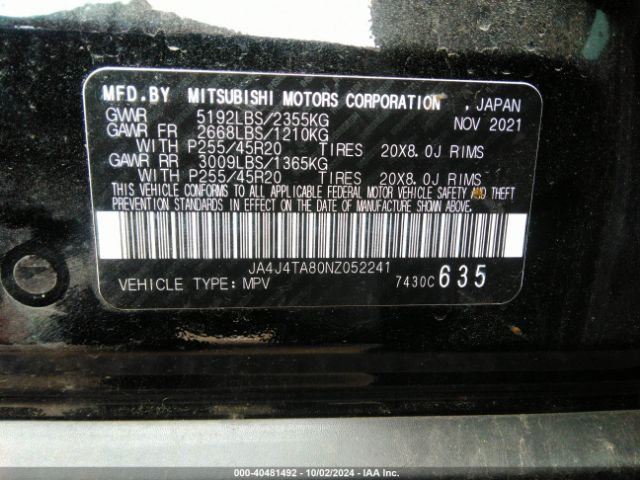 MFD.BY MITSUBISHI MOTORS CORPORATION , JAPAN
GWWR 5192LBS/2355KG NOV 2021
GAWR FR 2668LBS/1210KG
WITH P255/45R20 TIRES 20X8.0J RIMS
GAWR RR 3009LBS/1365KG
WITH P255/45R20 TIRES 20X8.0J RIMS
THIS VEHICLE CONFORMS TO ALL APPLICABLE FEDERAL MOTOR VEHICLE SAFETY AND THEFT
PREVENTION STANDARDS IN EFFECT ON THE DATE OF MANUFACTURE SHOWN ABOVE.
JA4J4TA80NZ052241
VEHICLE TYPE: MPV 7430C 635
000-40481492 - 10/02/2024 - IAA Inc.